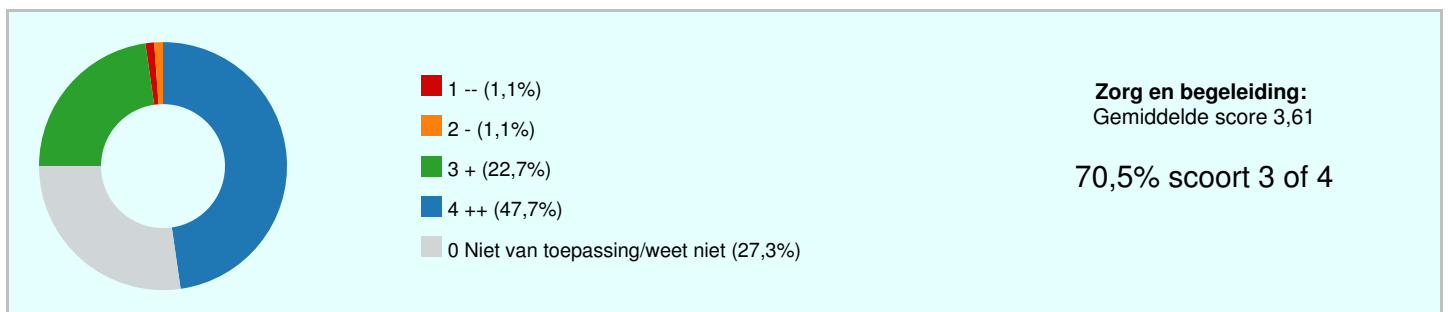 1 -- (1,1%)
2 - (1,1%)
3 + (22,7%)
4 ++ (47,7%)
0 Niet van toepassing/weet niet (27,3%)
Zorg en begeleiding:
Gemiddelde score 3,61
70,5% scoort 3 of 4